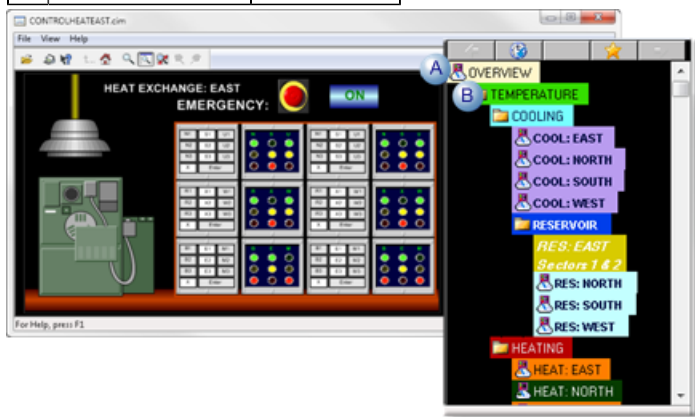 CONTROLHEATEAST.cim
File View Help
HEAT EXCHANGE: EAST
EMERGENCY:
ON
For Help, press F1
A
OVERVIEW
B
TEMPERATURE
COOLING
COOL: EAST
COOL: NORTH
COOL: SOUTH
COOL: WEST
RESERVOIR
RES: EAST
Sectors 1 & 2
RES: NORTH
RES: SOUTH
RES: WEST
HEATING
HEAT: EAST
HEAT: NORTH